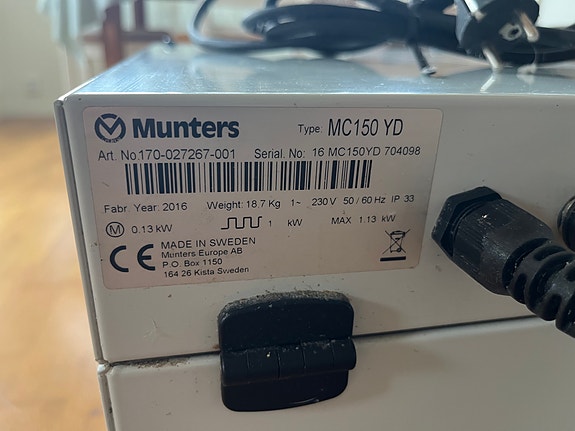 Munters Type: MC150 YD
Art. No.170-027267-001 Serial. No: 16 MC150YD 704098
Fabr. Year. 2016 Weight: 18.7 Kg 1~ 230 V 50 / 60 Hz IP 33
M 0.13 kW 1 kW MAX 1.13 kW
CE MADE IN SWEDEN
Munters Europe AB
P.O. Box 1150
164 26 Kista Sweden